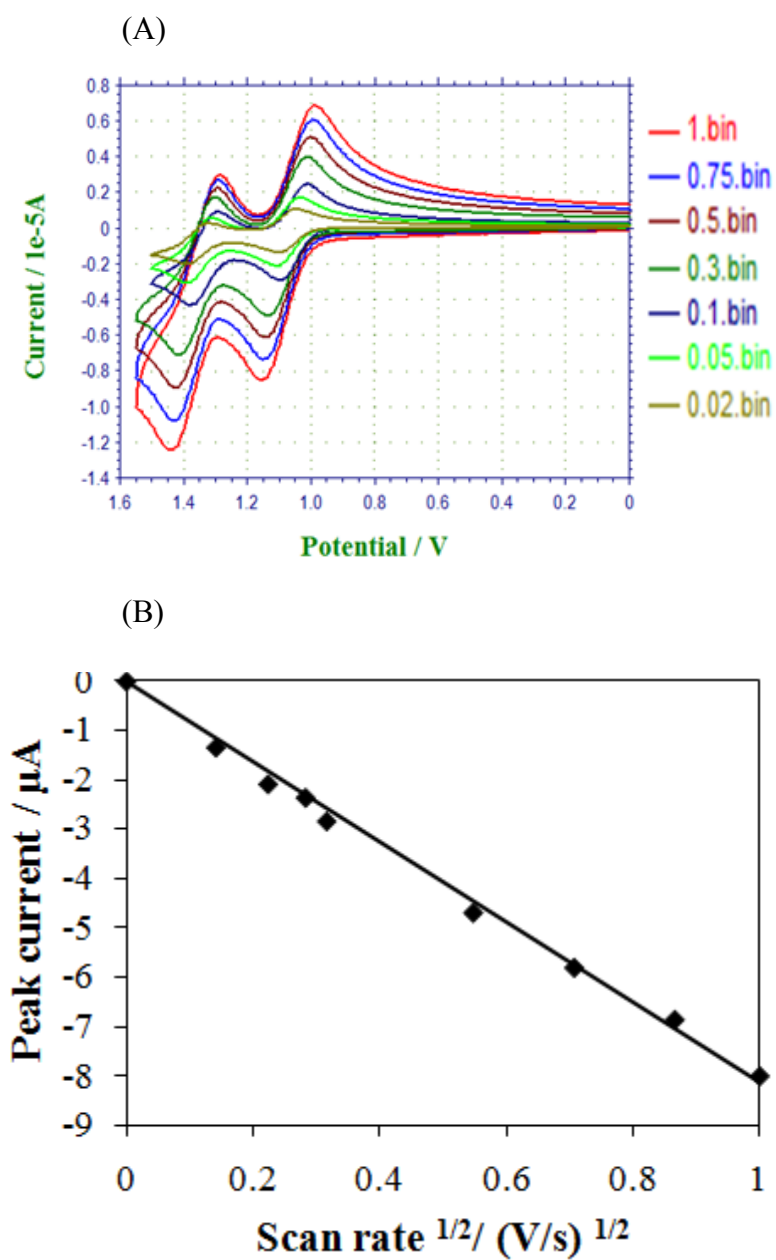 (A)
0.8
0.6
0.4
0.2
0
-0.2
-0.4
-0.6
-0.8
-1.0
-1.2
-1.4
Current / 1e-5A
1.6 1.4 1.2 1.0 0.8 0.6 0.4 0.2 0
Potential / V
1.bin
0.75.bin
0.5.bin
0.3.bin
0.1.bin
0.05.bin
0.02.bin
(B)
0
-1
-2
-3
-4
-5
-6
-7
-8
-9
Peak current / µA
0 0.2 0.4 0.6 0.8 1
Scan rate 1/2/ (V/s) 1/2